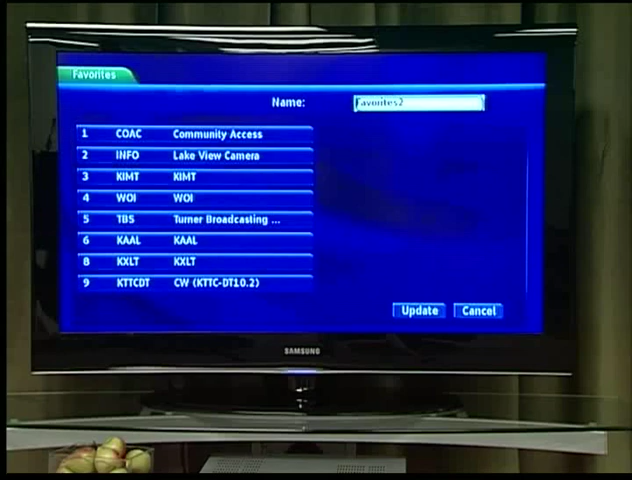 Favorites
Name: Favorites2
1 COAC Community Access
2 INFO Lake View Camera
3 KIMT KIMT
4 WOI WOI
5 TBS Turner Broadcasting ...
6 KAAL KAAL
8 KXLT KXLT
9 KTTCDT CW (KTTC-DT10.2)
Update Cancel
SAMSUNG